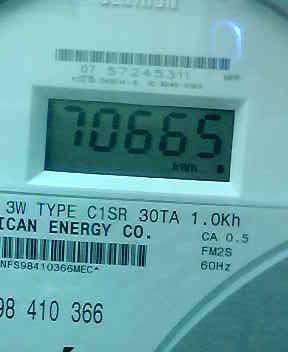 07 57245311
70665
kWh
3W TYPE C1SR 30TA 1.0Kh
ICAN ENERGY CO.
CA 0.5
FM2S
60Hz
NFS98410366MEC*
98 410 366